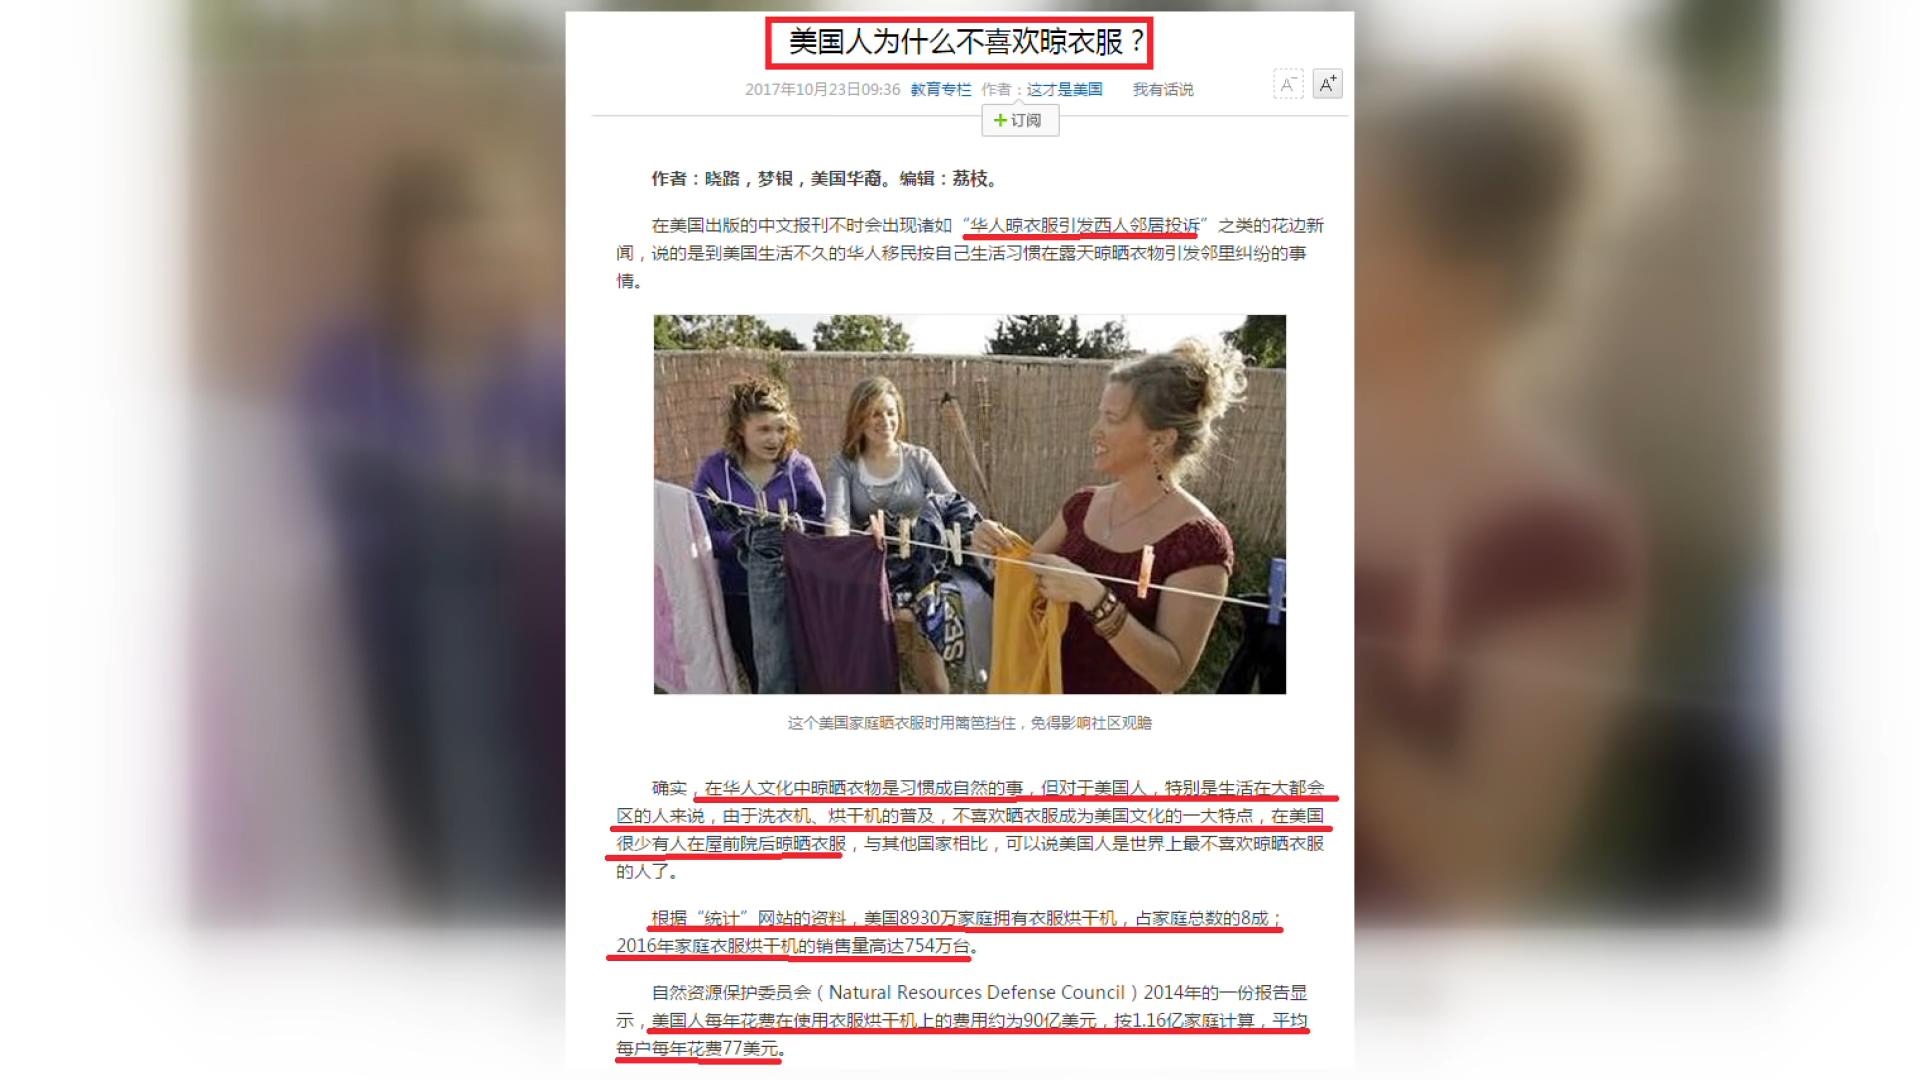 美国人为什么不喜欢晾衣服？
2017年10月23日09:36 教育专栏 作者：这才是美国 我有话说
A- A+
+订阅
作者：晓路，梦银，美国华裔。编辑：荔枝。
在美国出版的中文报刊不时会出现诸如“华人晾衣服引发西人邻居投诉”之类的花边新
闻，说的是到美国生活不久的华人移民按自己生活习惯在露天晾晒衣物引发邻里纠纷的事
情。
SEA
这个美国家庭晒衣服时用篱笆挡住，免得影响社区观瞻
确实，在华人文化中晾晒衣物是习惯成自然的事，但对于美国人，特别是生活在大都会
区的人来说，由于洗衣机、烘干机的普及，不喜欢晒衣服成为美国文化的一大特点，在美国
很少有人在屋前院后晾晒衣服，与其他国家相比，可以说美国人是世界上最不喜欢晾晒衣服
的人了。
根据“统计”网站的资料，美国8930万家庭拥有衣服烘干机，占家庭总数的8成；
2016年家庭衣服烘干机的销售量高达754万台。
自然资源保护委员会（Natural Resources Defense Council）2014年的一份报告显
示，美国人每年花费在使用衣服烘干机上的费用约为90亿美元，按1.16亿家庭计算，平均
每户每年花费77美元。